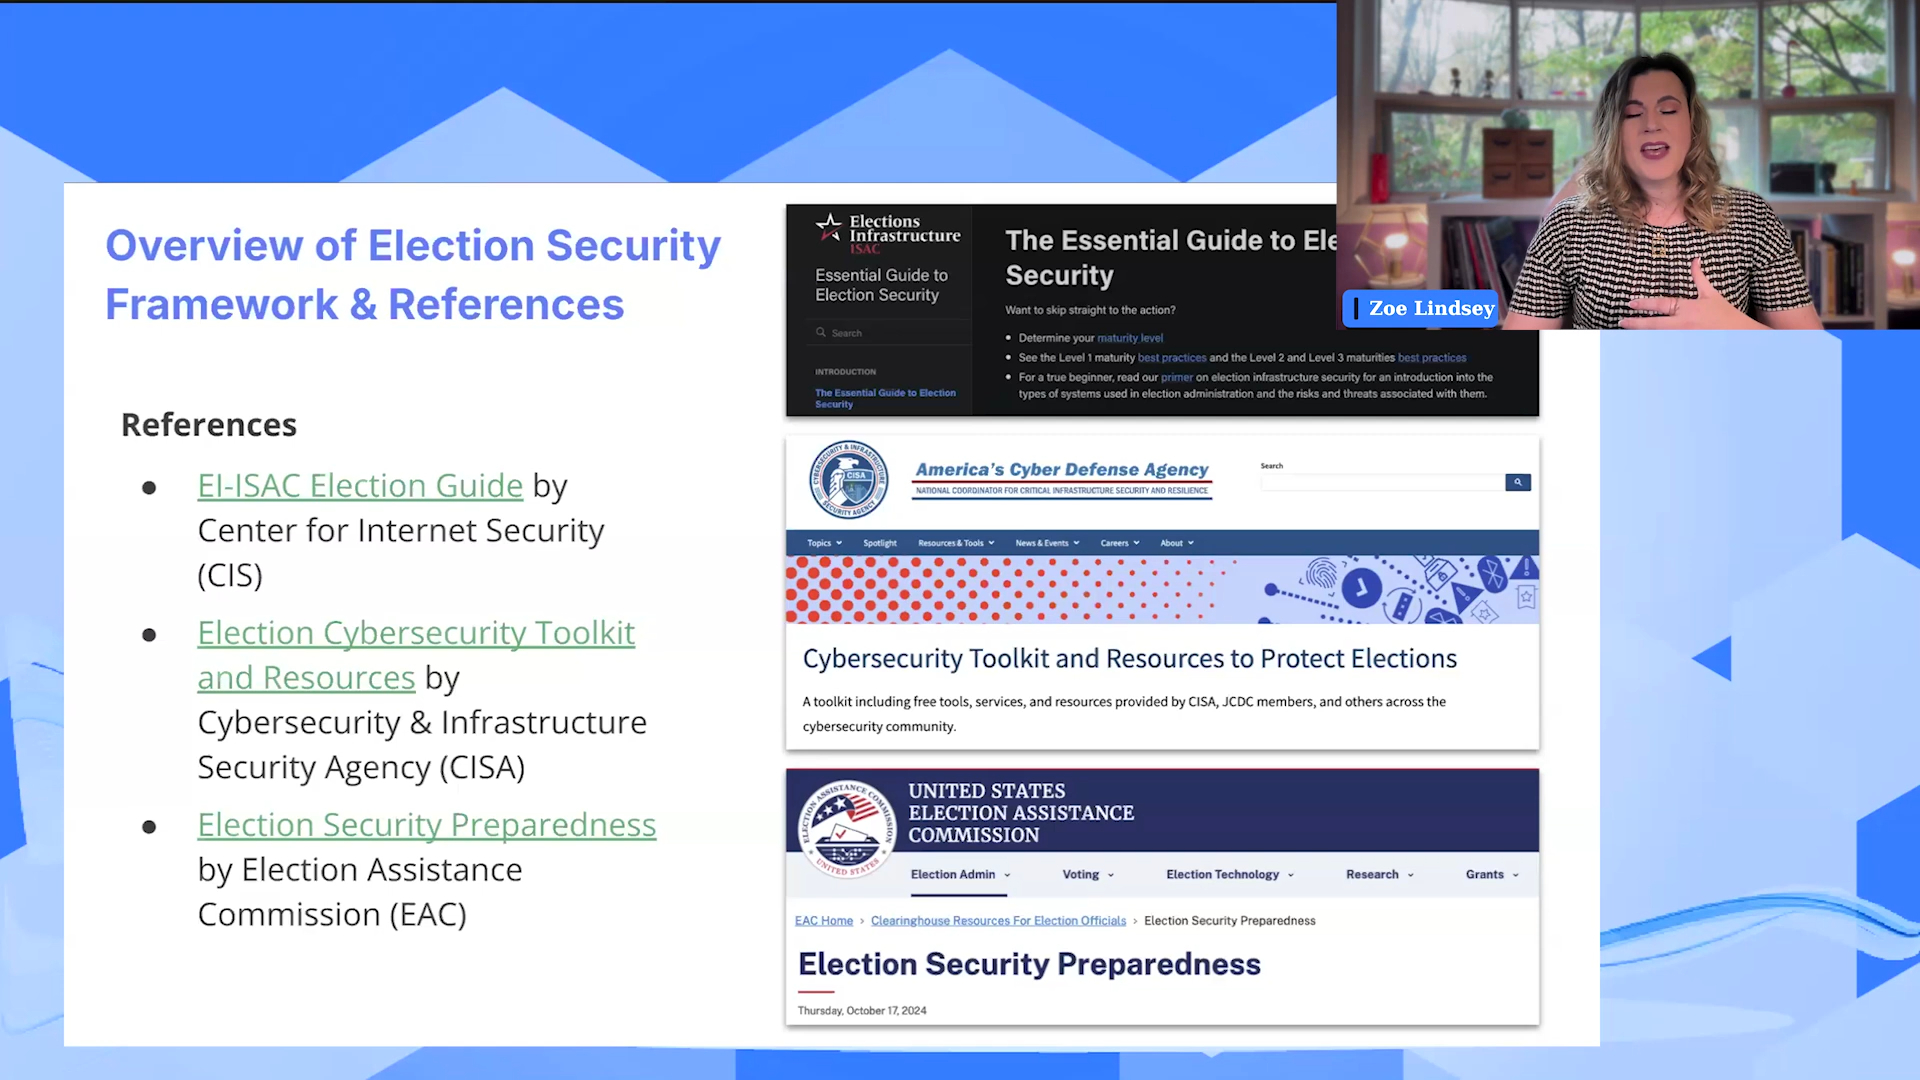 Overview of Election Security
Framework & References
References
EI-ISAC Election Guide by
Center for Internet Security
(CIS)
Election Cybersecurity Toolkit
and Resources by
Cybersecurity & Infrastructure
Security Agency (CISA)
Election Security Preparedness
by Election Assistance
Commission (EAC)
Elections
Infrastructure
ISAC
Essential Guide to
Election Security
Search
INTRODUCTION
The Essential Guide to Election
Security
The Essential Guide to Ele
Security
Want to skip straight to the action?
Determine your maturity level
See the Level 1 maturity best practices and the Level 2 and Level 3 maturities best practices
For a true beginner, read our primer on election infrastructure security for an introduction into the
types of systems used in election administration and the risks and threats associated with them.
Zoe Lindsey
CYBERSECURITY & INFRASTRUCTURE
SECURITY AGENCY
CISA
America's Cyber Defense Agency
NATIONAL COORDINATOR FOR CRITICAL INFRASTRUCTURE SECURITY AND RESILIENCE
Search
Topics
Spotlight
Resources & Tools
News & Events
Careers
About
Cybersecurity Toolkit and Resources to Protect Elections
A toolkit including free tools, services, and resources provided by CISA, JCDC members, and others across the
cybersecurity community.
ELECTION ASSISTANCE COMMISSION
UNITED STATES
UNITED STATES
ELECTION ASSISTANCE
COMMISSION
Election Admin
Voting
Election Technology
Research
Grants
EAC Home > Clearinghouse Resources For Election Officials > Election Security Preparedness
Election Security Preparedness
Thursday, October 17, 2024